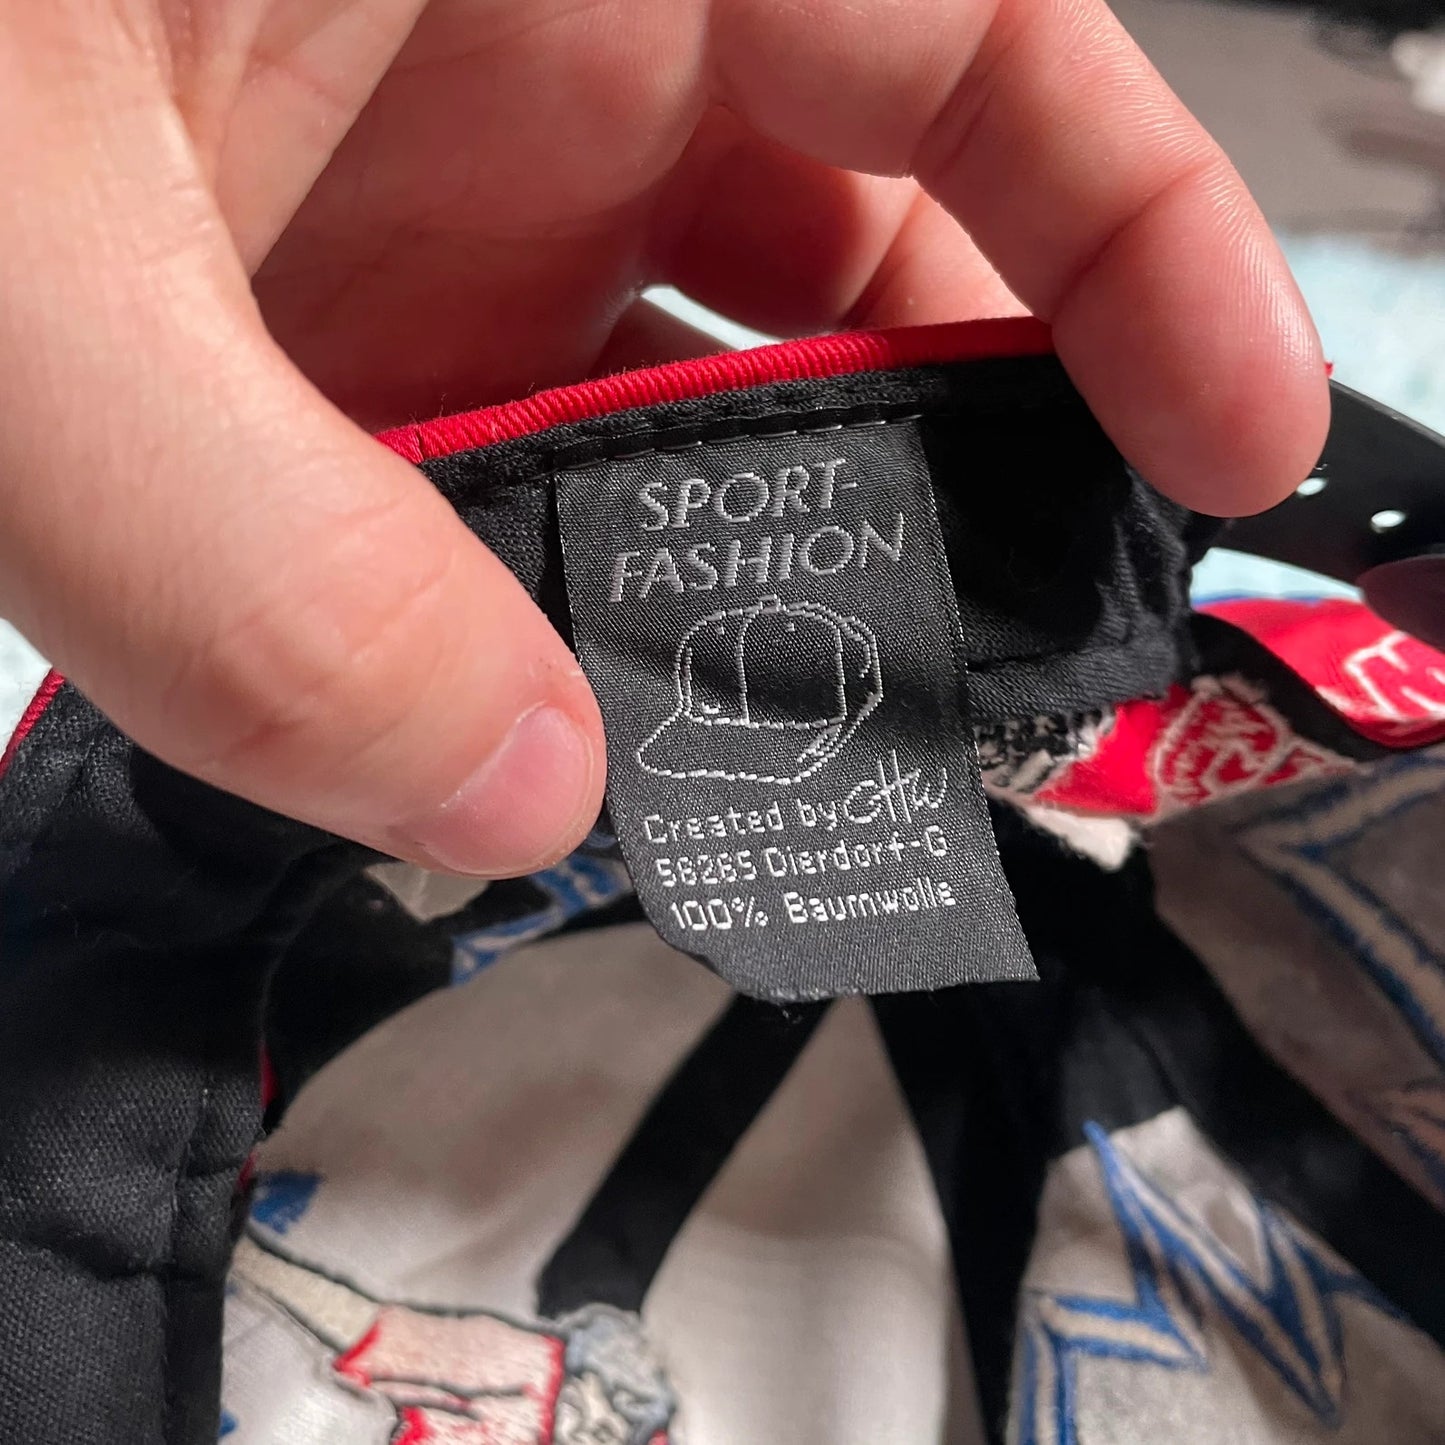 SPORT-
FASHION
Created by
56265 Dierdorf-G
100% Baumwolle